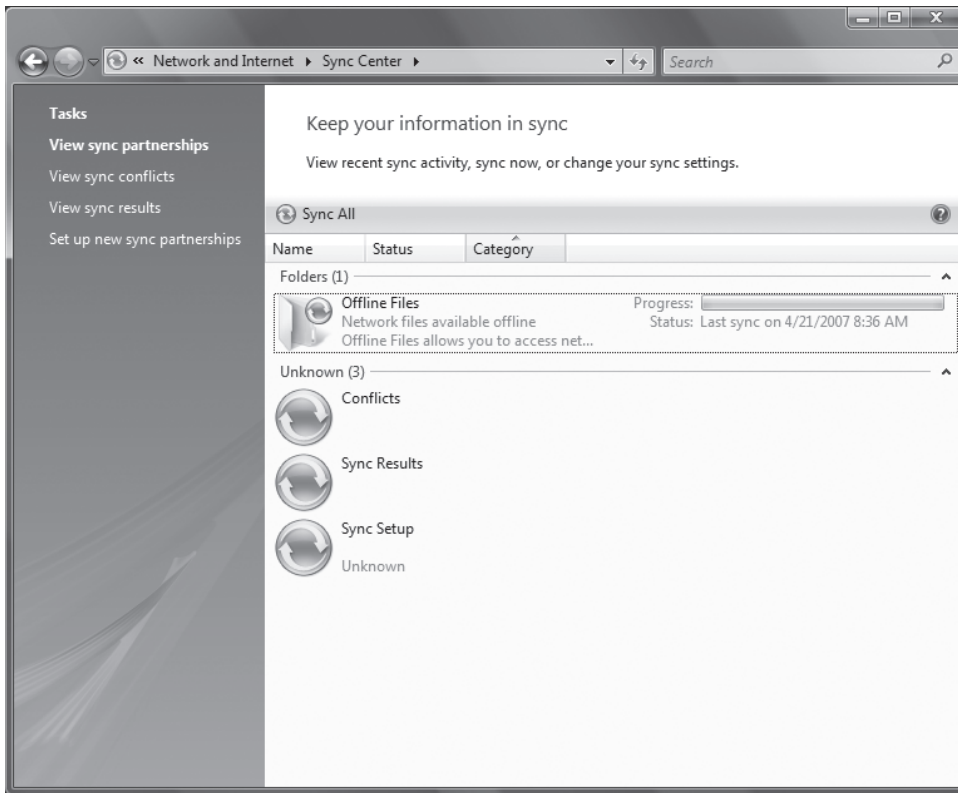 « Network and Internet ▸ Sync Center ▸
Search
Tasks
View sync partnerships
View sync conflicts
View sync results
Set up new sync partnerships
Keep your information in sync
View recent sync activity, sync now, or change your sync settings.
Sync All
Name Status Category
Folders (1)
Offline Files
Network files available offline
Offline Files allows you to access net...
Progress:
Status: Last sync on 4/21/2007 8:36 AM
Unknown (3)
Conflicts
Sync Results
Sync Setup
Unknown